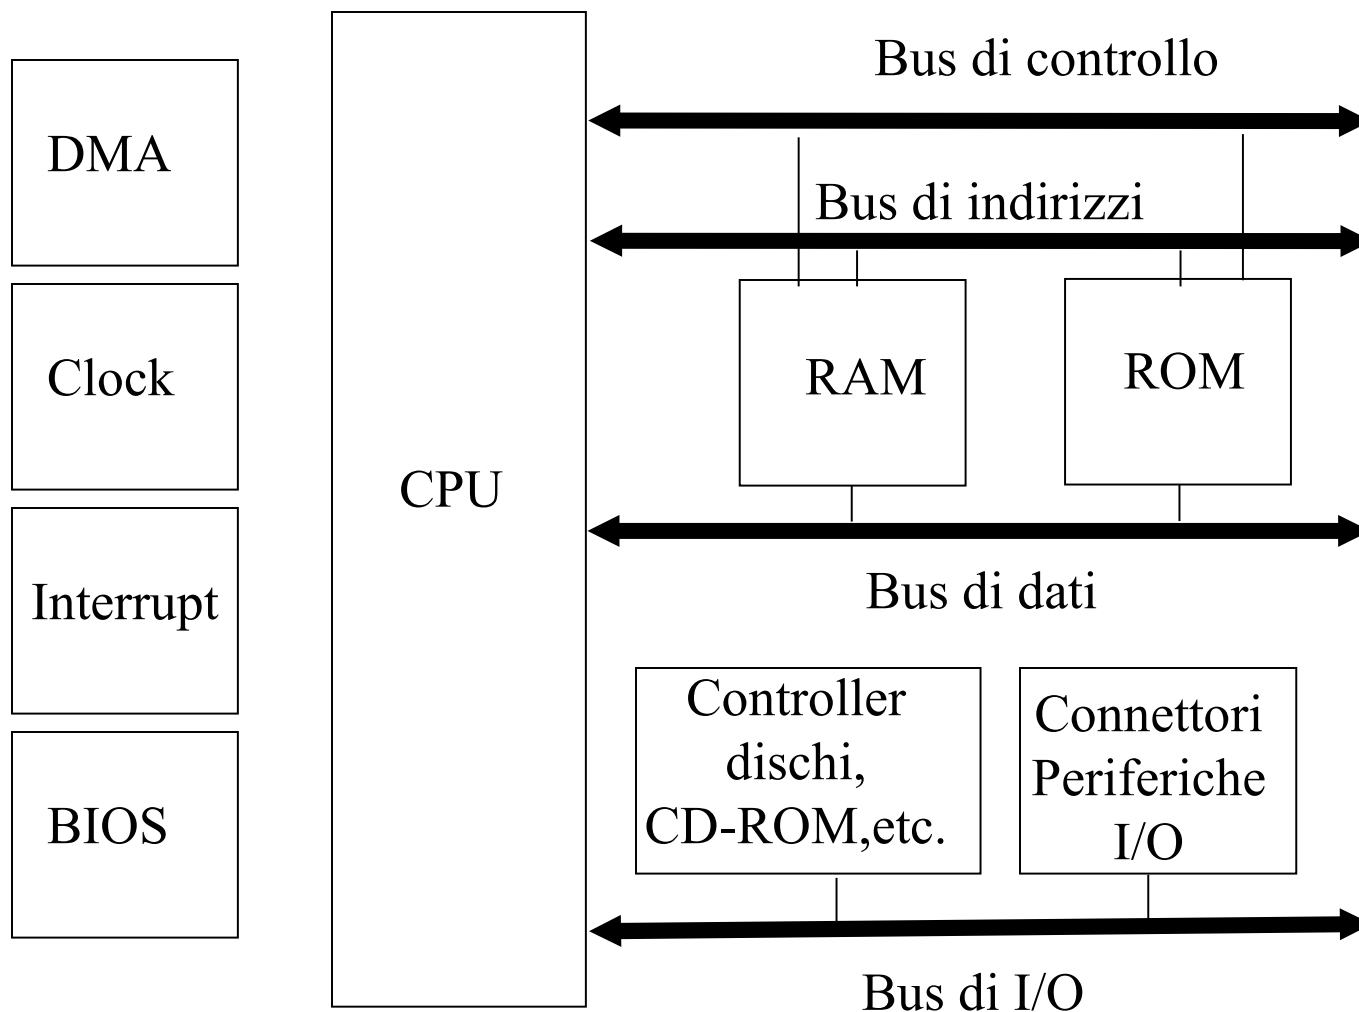 Bus di controllo
DMA
Bus di indirizzi
Clock
RAM
ROM
CPU
Interrupt
Bus di dati
Controller
dischi,
CD-ROM,etc.
Connettori
Periferiche
I/O
BIOS
Bus di I/O